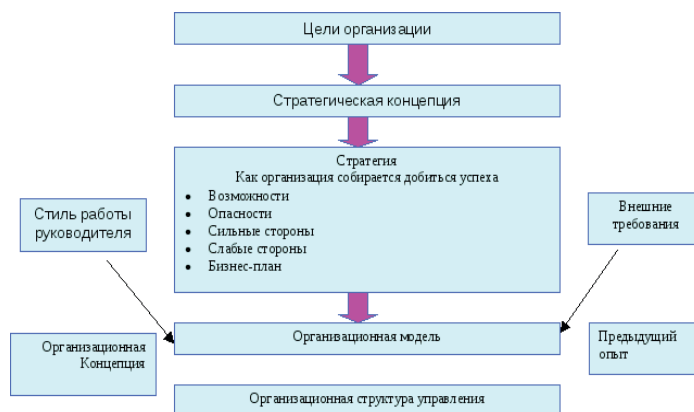 Цели организации
Стратегическая концепция
Стратегия
Как организация собирается добиться успеха
• Возможности
• Опасности
• Сильные стороны
• Слабые стороны
• Бизнес-план
Стиль работы
руководителя
Внешние
требования
Организационная
Концепция
Организационная модель
Предыдущий
опыт
Организационная структура управления